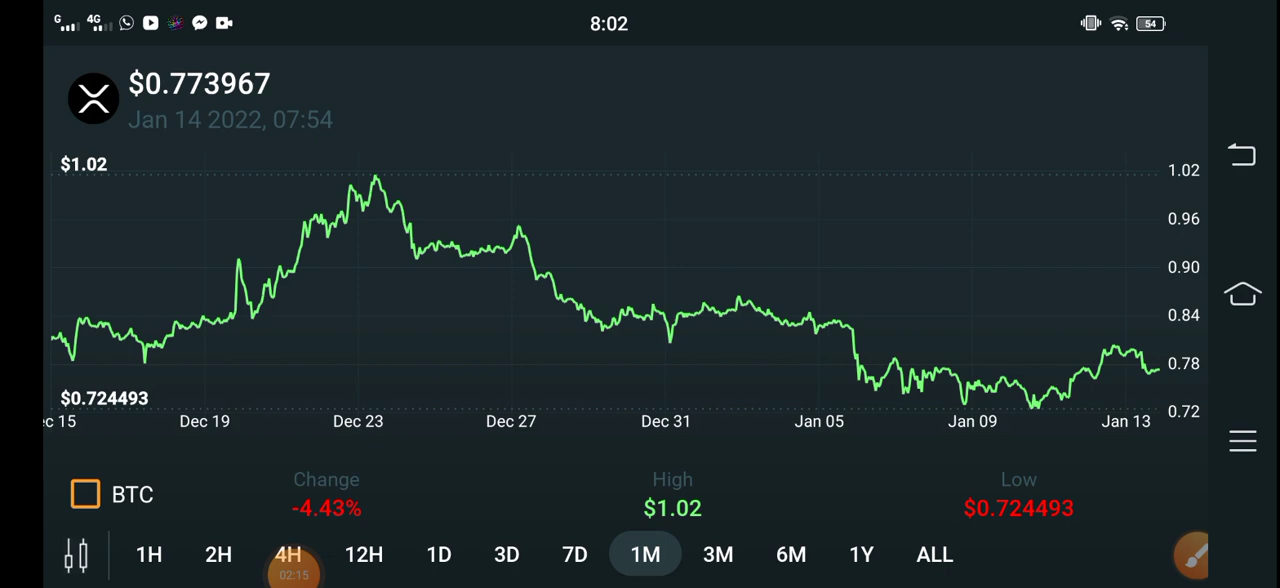 G 4G 8:02 54
$0.773967
Jan 14 2022, 07:54
$1.02
1.02
0.96
0.90
0.84
0.78
0.72
$0.724493
ec 15 Dec 19 Dec 23 Dec 27 Dec 31 Jan 05 Jan 09 Jan 13
BTC
Change High Low
-4.43% $1.02 $0.724493
1H 2H 4H 12H 1D 3D 7D 1M 3M 6M 1Y ALL
02:15